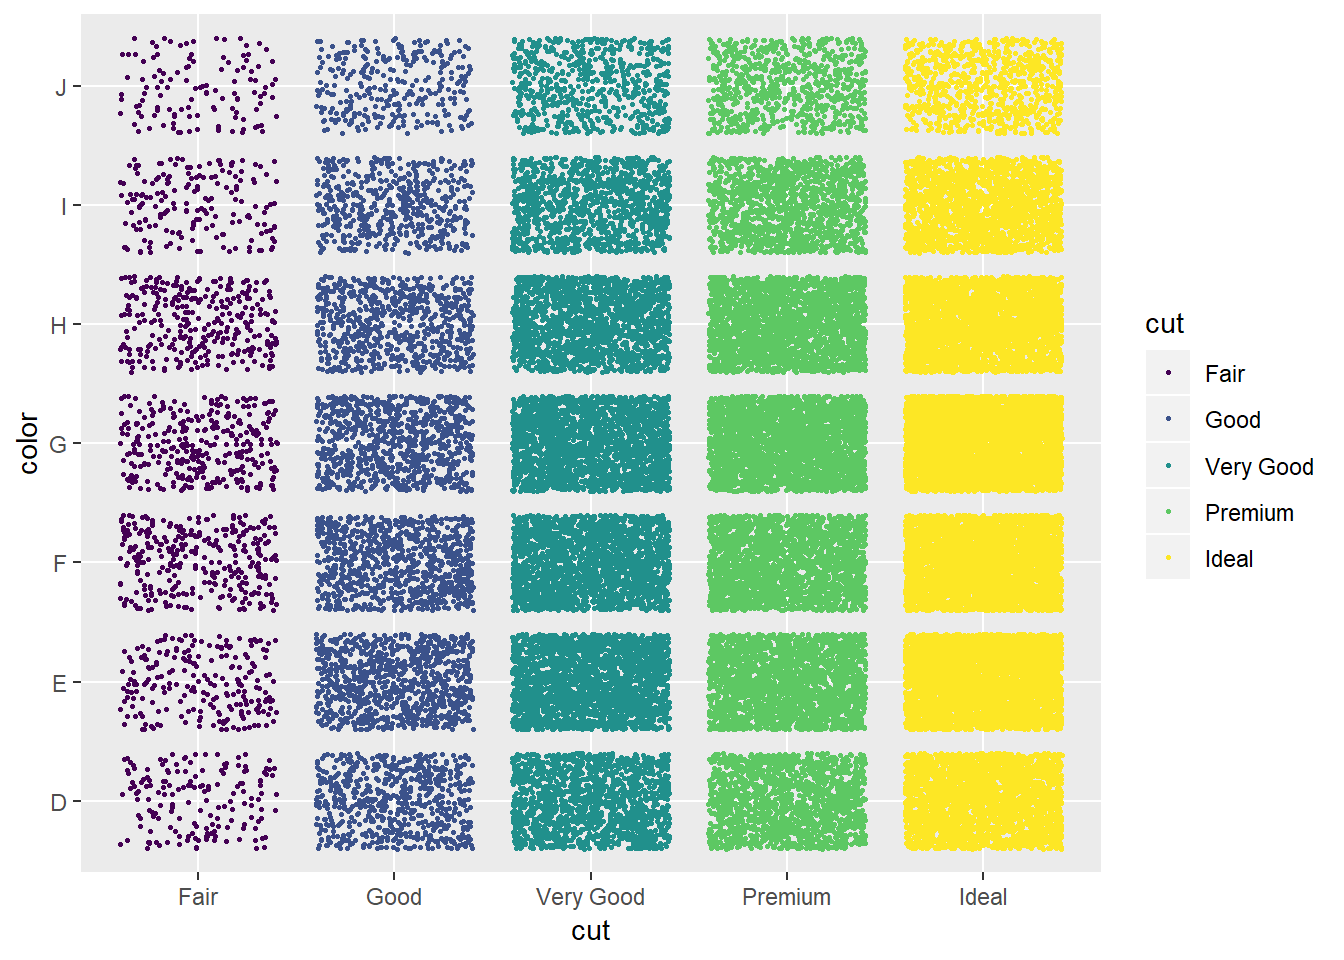 color
J
I
H
G
F
E
D
Fair
Good
Very Good
Premium
Ideal
cut
cut
Fair
Good
Very Good
Premium
Ideal